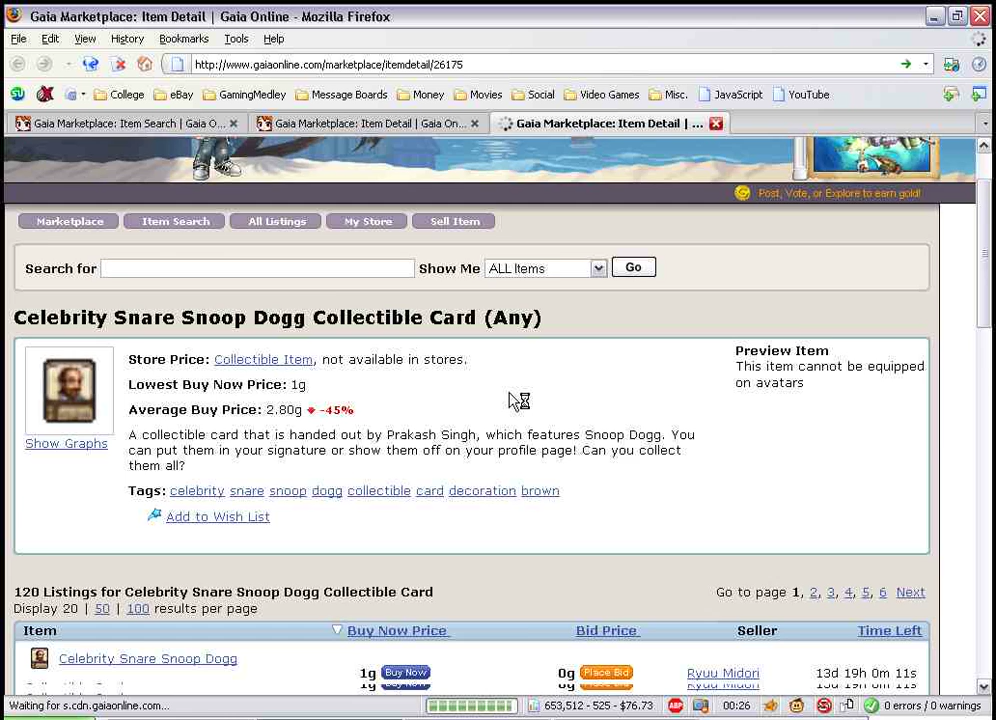 Gaia Marketplace: Item Detail | Gaia Online - Mozilla Firefox
File Edit View History Bookmarks Tools Help
http://www.gaiaonline.com/marketplace/itemdetail/26175
College eBay GamingMedley Message Boards Money Movies Social Video Games Misc. JavaScript YouTube
Gaia Marketplace: Item Search | Gaia O... Gaia Marketplace: Item Detail | Gaia On... Gaia Marketplace: Item Detail | ...
Post, Vote, or Explore to earn gold!
Marketplace Item Search All Listings My Store Sell Item
Search for Show Me ALL Items Go
Celebrity Snare Snoop Dogg Collectible Card (Any)
Store Price: Collectible Item, not available in stores.
Lowest Buy Now Price: 1g
Average Buy Price: 2.80g -45%
A collectible card that is handed out by Prakash Singh, which features Snoop Dogg. You
can put them in your signature or show them off on your profile page! Can you collect
them all?
Tags: celebrity snare snoop dogg collectible card decoration brown
Add to Wish List
Show Graphs
Preview Item
This item cannot be equipped
on avatars
120 Listings for Celebrity Snare Snoop Dogg Collectible Card
Go to page 1, 2, 3, 4, 5, 6 Next
Display 20 | 50 | 100 results per page
Item Buy Now Price Bid Price Seller Time Left
Celebrity Snare Snoop Dogg
1g Buy Now 0g Place Bid Ryuu Midori 13d 19h 0m 11s
Waiting for s.cdn.gaiaonline.com... 653,512 - 525 - $76.73 ABP 00:26 0 errors / 0 warnings